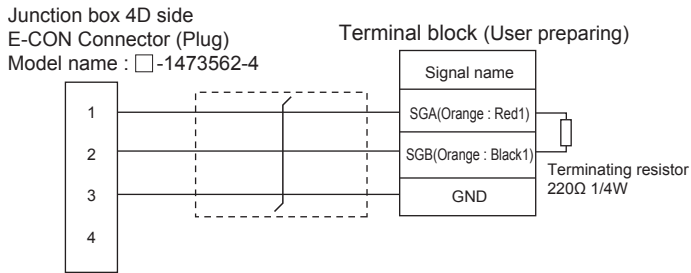 Junction box 4D side
E-CON Connector (Plug)
Model name : □-1473562-4
Terminal block (User preparing)
Signal name
1
SGA(Orange : Red1)
2
SGB(Orange : Black1)
Terminating resistor
220Ω 1/4W
3
GND
4